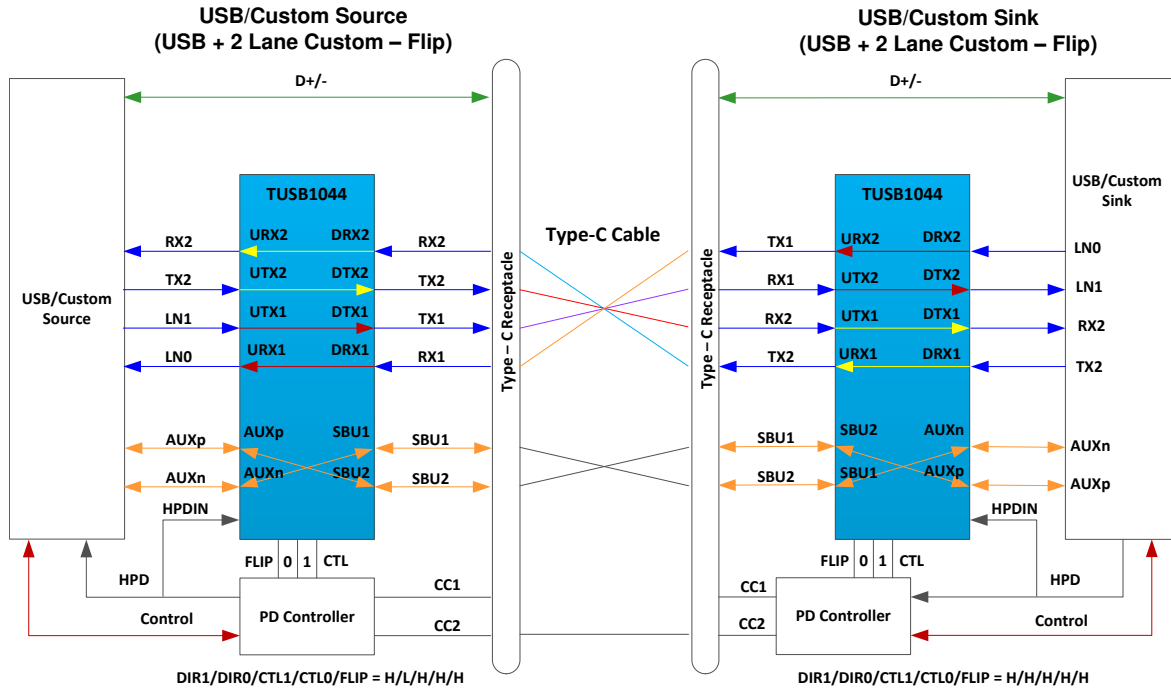 USB/Custom Source
(USB + 2 Lane Custom – Flip)
USB/Custom Sink
(USB + 2 Lane Custom – Flip)
D+/-
D+/-
TUSB1044
TUSB1044
USB/Custom
Sink
Type-C Cable
RX2
URX2
DRX2
RX2
TX1
URX2
DRX2
LN0
TX2
UTX2
DTX2
TX2
RX1
UTX2
DTX2
LN1
USB/Custom
Source
LN1
UTX1
DTX1
TX1
RX2
UTX1
DTX1
RX2
LN0
URX1
DRX1
RX1
TX2
URX1
DRX1
TX2
Type – C Receptacle
Type – C Receptacle
AUXp
AUXp
SBU1
SBU1
SBU1
SBU2
AUXn
AUXn
AUXn
AUXn
SBU2
SBU2
SBU2
SBU1
AUXp
AUXp
HPDIN
HPDIN
FLIP
0
1
CTL
FLIP
0
1
CTL
HPD
CC1
CC1
HPD
Control
PD Controller
CC2
CC2
PD Controller
Control
DIR1/DIR0/CTL1/CTL0/FLIP = H/L/H/H/H
DIR1/DIR0/CTL1/CTL0/FLIP = H/H/H/H/H